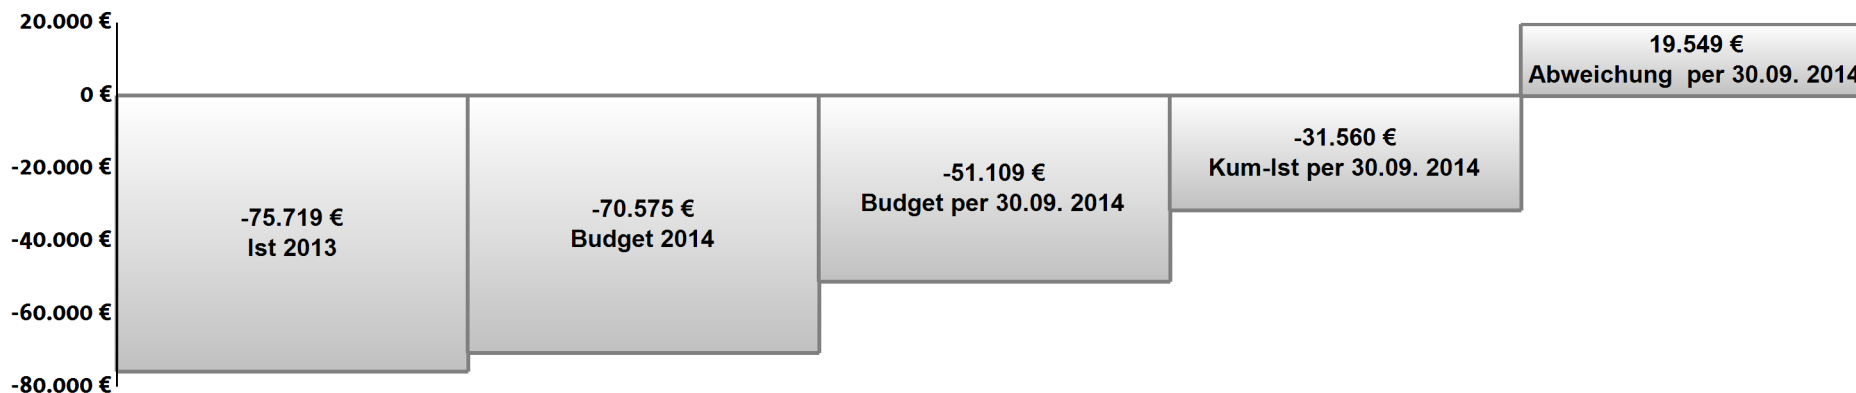 20.000 €
0 €
-20.000 €
-40.000 €
-60.000 €
-80.000 €
-75.719 €
Ist 2013
-70.575 €
Budget 2014
-51.109 €
Budget per 30.09. 2014
-31.560 €
Kum-Ist per 30.09. 2014
19.549 €
Abweichung  per 30.09. 2014